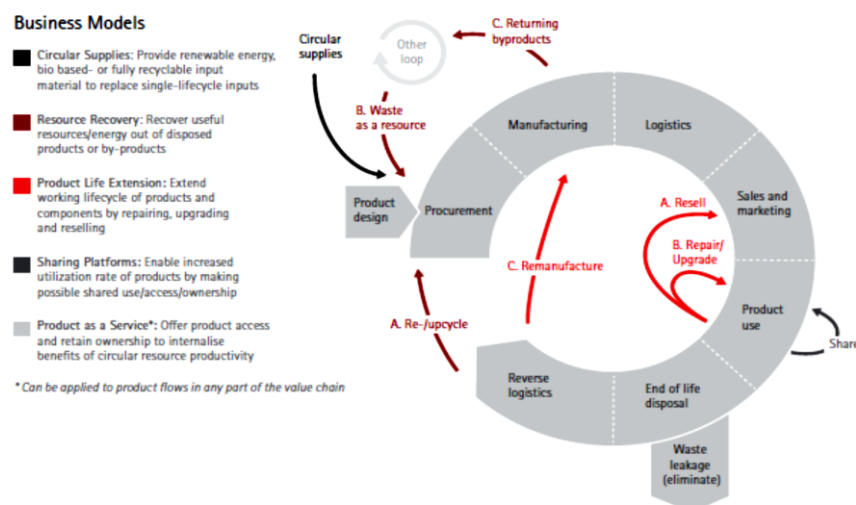 Business Models
Circular Supplies: Provide renewable energy,
bio based- or fully recyclable input
material to replace single-lifecycle inputs
Resource Recovery: Recover useful
resources/energy out of disposed
products or by-products
Product Life Extension: Extend
working lifecycle of products and
components by repairing, upgrading
and reselling
Sharing Platforms: Enable increased
utilization rate of products by making
possible shared use/access/ownership
Product as a Service*: Offer product access
and retain ownership to internalise
benefits of circular resource productivity
* Can be applied to product flows in any part of the value chain
Circular
supplies
Other
loop
C. Returning
byproducts
B. Waste
as a resource
Manufacturing
Logistics
Product
design
Procurement
Sales and
marketing
A. Resell
B. Repair/
Upgrade
C. Remanufacture
Product
use
A. Re-/upcycle
Share
Reverse
logistics
End of life
disposal
Waste
leakage
(eliminate)